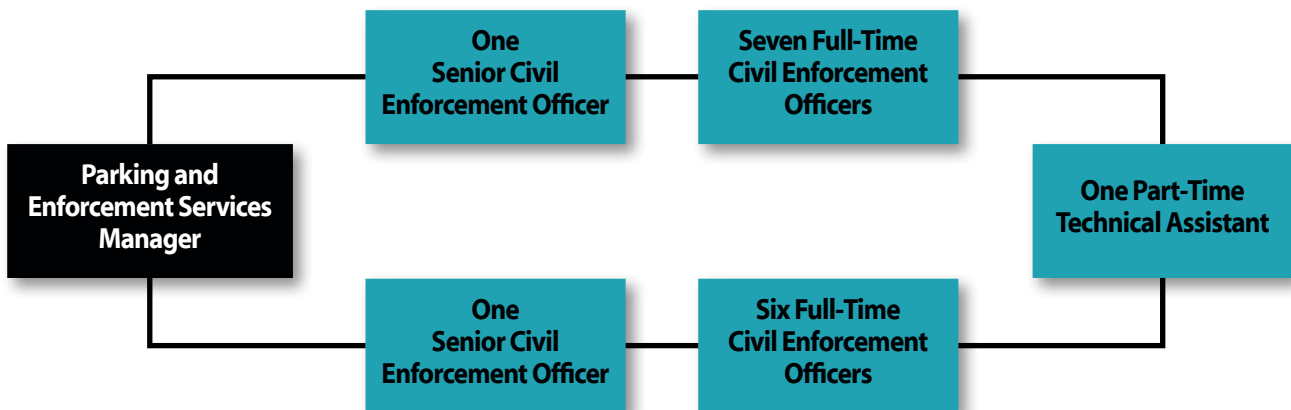 One
Senior Civil
Enforcement Officer
Seven Full-Time
Civil Enforcement
Officers
Parking and
Enforcement Services
Manager
One Part-Time
Technical Assistant
One
Senior Civil
Enforcement Officer
Six Full-Time
Civil Enforcement
Officers